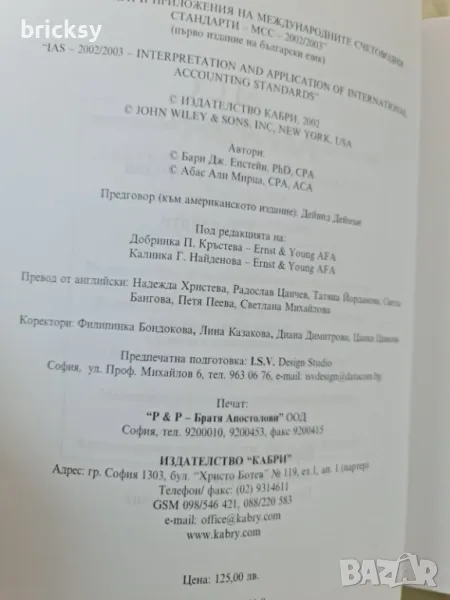 bricksy
И ПРИЛОЖЕНИЯ НА МЕЖДУНАРОДНИТЕ СЧЕТОВОДНИ
СТАНДАРТИ – МСС – 2002/2003"
(първо издание на български език)
"IAS – 2002/2003 – INTERPRETATION AND APPLICATION OF INTERNATIONAL
ACCOUNTING STANDARDS"
© ИЗДАТЕЛСТВО КАБРИ, 2002
© JOHN WILEY & SONS, INC, NEW YORK, USA
Автори:
© Бари Дж. Епстейн, PhD, CPA
© Абас Али Мирца, CPA, ACA
Предговор (към американското издание): Дейвид
Под редакцията на:
Добринка П. Кръстева – Ernst & Young AFA
Калинка Г. Найденова – Ernst & Young AFA
Превод от английски: Надежда Христева, Радослав Цанчев, Татяна Йорданова,
Бангова, Петя Пеева, Светлана Михайлова
Коректори: Филипинка Бондокова, Лина Казакова, Диана Димитрова,
Предпечатна подготовка: I.S.V. Design Studio
София, ул. Проф. Михайлов 6, тел. 963 06 76, e-mail: isvdesign@datacom.bg
Печат:
"Р & Р – Братя Апостолови" ООД
София, тел. 9200010, 9200453, факс 9200415
ИЗДАТЕЛСТВО "КАБРИ"
Адрес: гр. София 1303, бул. "Христо Ботев" № 119, ет.1, ап. 1 (партер)
Телефон/ факс: (02) 9314611
GSM 098/546 421, 088/220 583
e-mail: office@kabry.com
www.kabry.com
Цена: 125,00 лв.
BAZAR